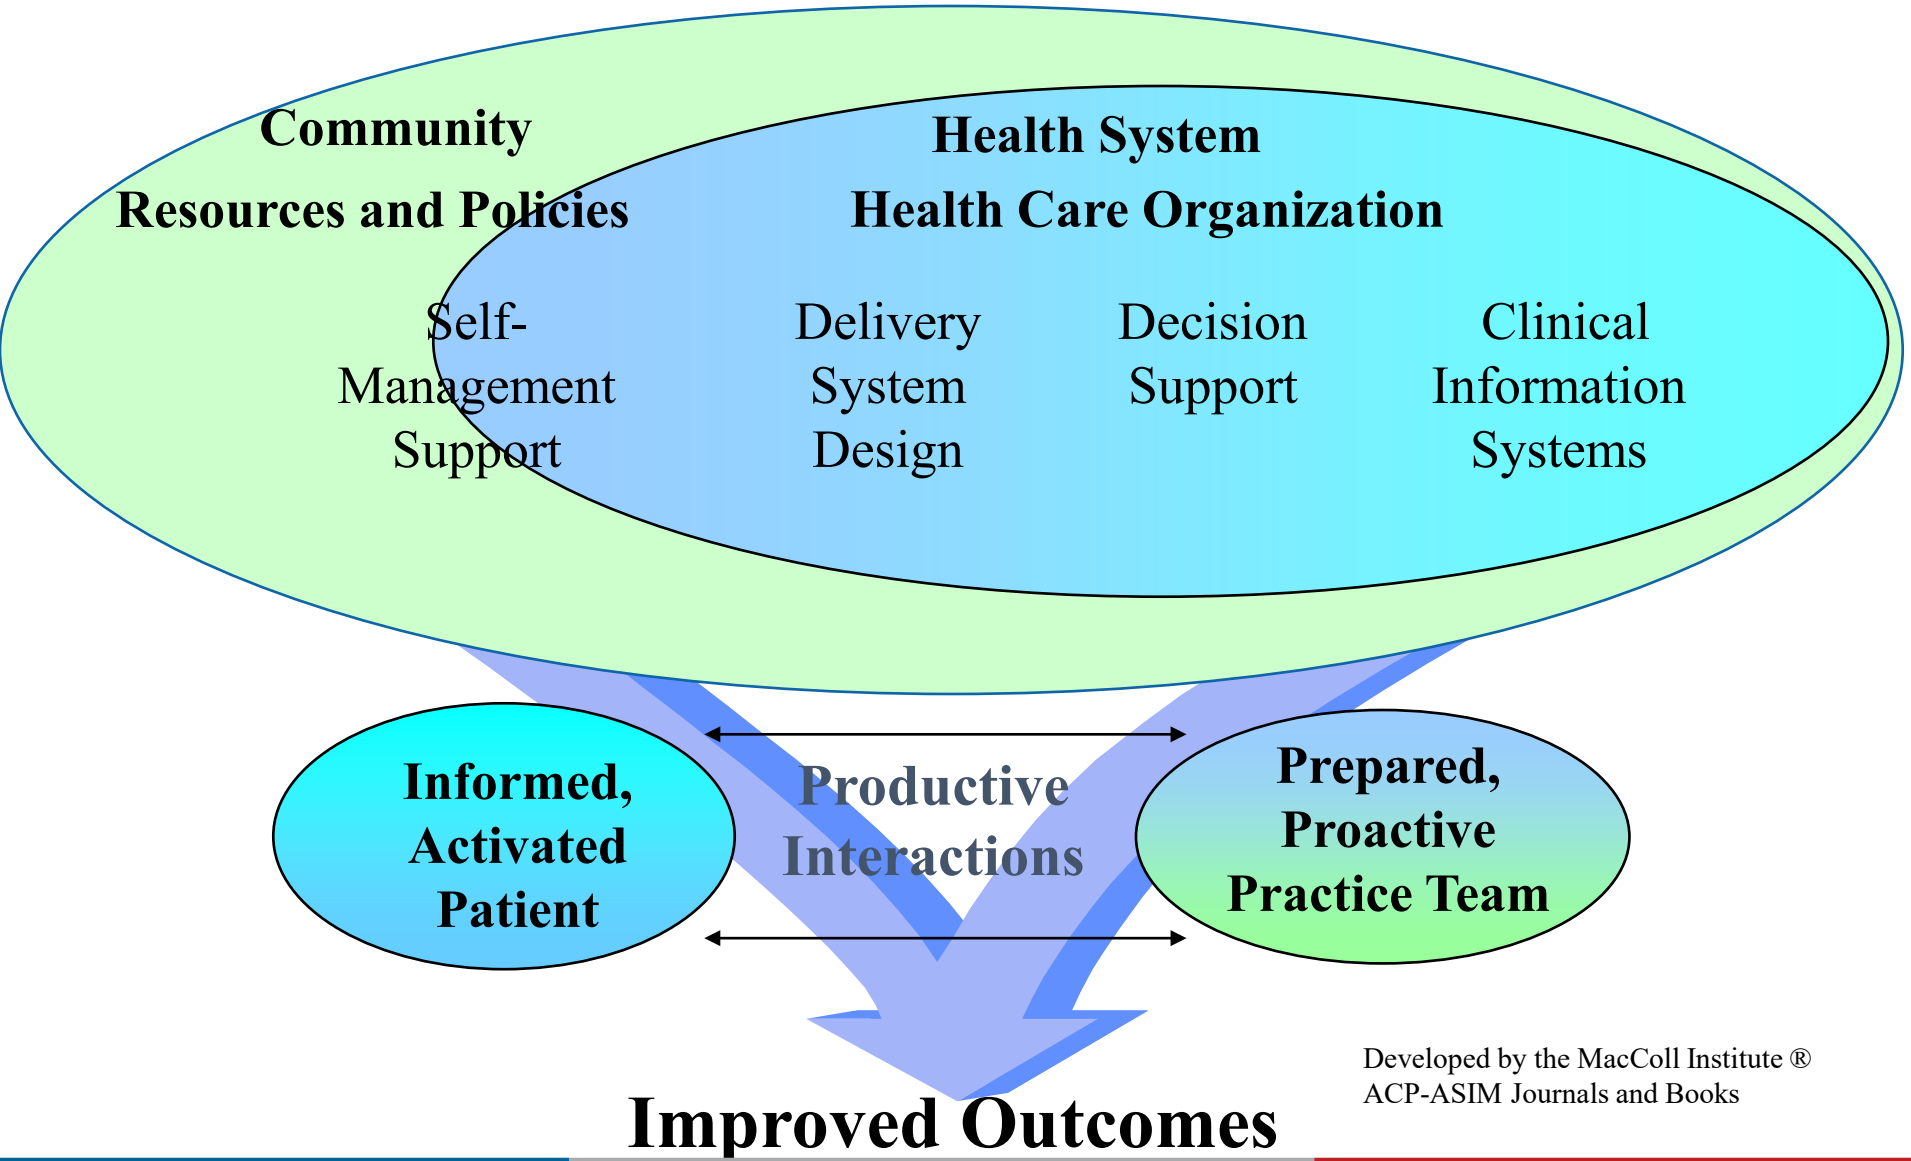 Community
Resources and Policies
Health System
Health Care Organization
Self-
Management
Support
Delivery
System
Design
Decision
Support
Clinical
Information
Systems
Informed,
Activated
Patient
Productive
Interactions
Prepared,
Proactive
Practice Team
Developed by the MacColl Institute ®
ACP-ASIM Journals and Books
Improved Outcomes